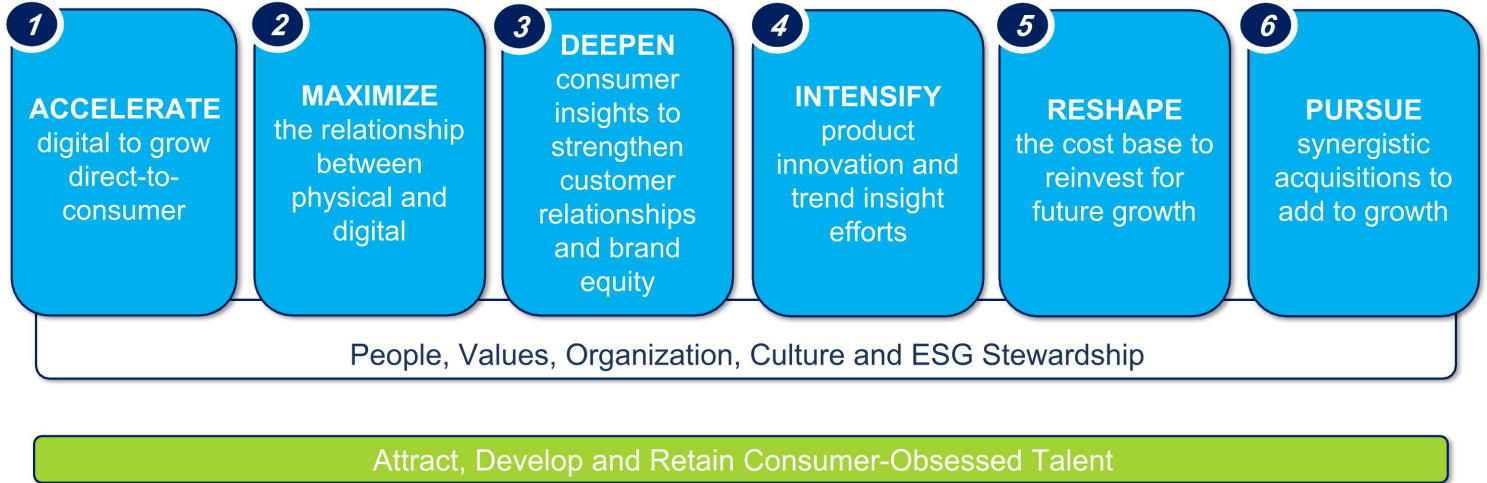 1
ACCELERATE
digital to grow
direct-to-
consumer
2
MAXIMIZE
the relationship
between
physical and
digital
3
DEEPEN
consumer
insights to
strengthen
customer
relationships
and brand
equity
4
INTENSIFY
product
innovation and
trend insight
efforts
5
RESHAPE
the cost base to
reinvest for
future growth
6
PURSUE
synergistic
acquisitions to
add to growth
People, Values, Organization, Culture and ESG Stewardship
Attract, Develop and Retain Consumer-Obsessed Talent